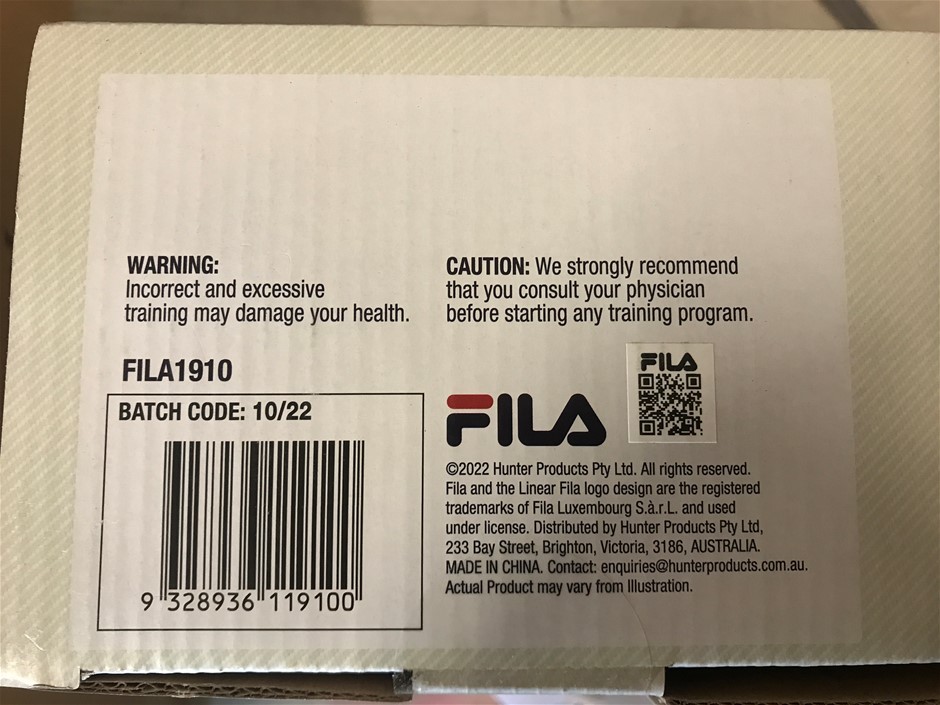 WARNING:
Incorrect and excessive
training may damage your health.
CAUTION: We strongly recommend
that you consult your physician
before starting any training program.
FILA1910
BATCH CODE: 10/22
9 328936 119100
FILA
FILA
©2022 Hunter Products Pty Ltd. All rights reserved.
Fila and the Linear Fila logo design are the registered
trademarks of Fila Luxembourg S.à.r.L. and used
under license. Distributed by Hunter Products Pty Ltd,
233 Bay Street, Brighton, Victoria, 3186, AUSTRALIA.
MADE IN CHINA. Contact: enquiries@hunterproducts.com.au.
Actual Product may vary from Illustration.